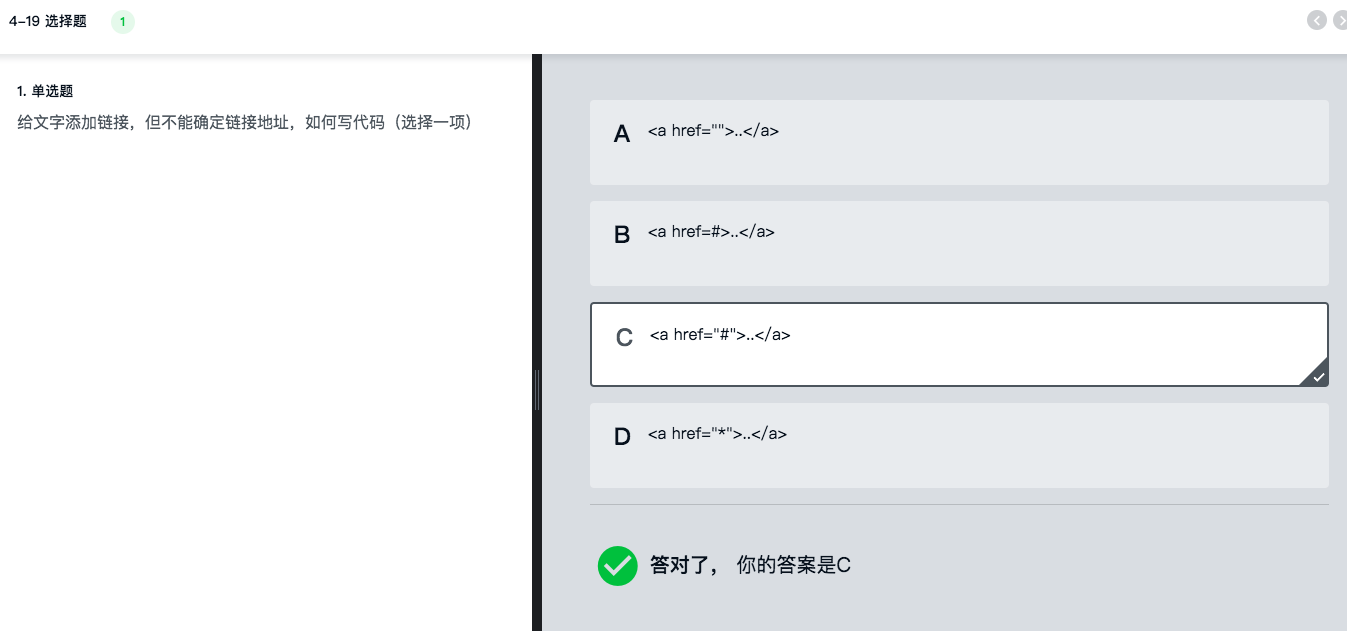 4-19 选择题 1
1. 单选题
给文字添加链接，但不能确定链接地址，如何写代码（选择一项）
A <a href="">..</a>
B <a href=#>..</a>
C <a href="#">..</a>
D <a href="*">..</a>
答对了， 你的答案是C